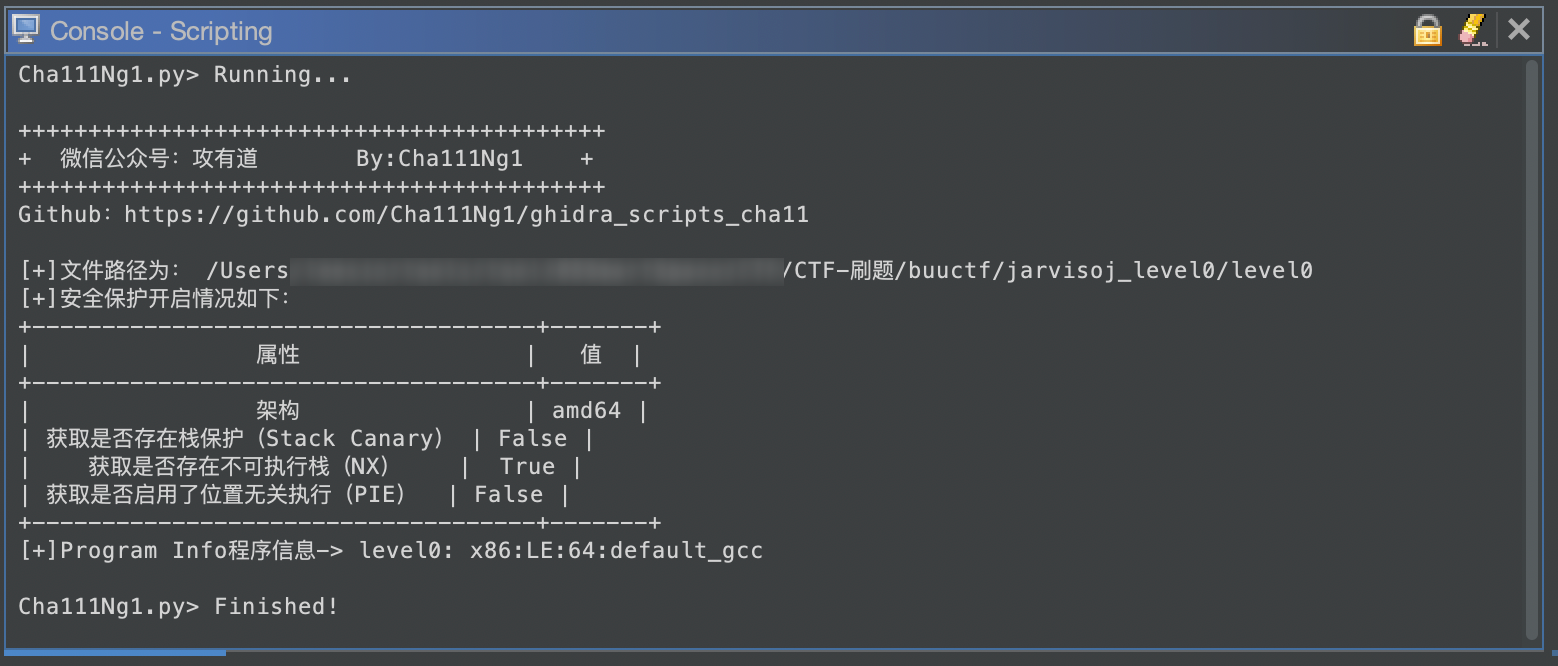 Console - Scripting
Cha111Ng1.py> Running...
++++++++++++++++++++++++++++++++++++++++++
+  微信公众号：攻有道       By:Cha111Ng1    +
++++++++++++++++++++++++++++++++++++++++++
Github：https://github.com/Cha111Ng1/ghidra_scripts_cha11
[+]文件路径为： /Users/CTF-刷题/buuctf/jarvisoj_level0/level0
[+]安全保护开启情况如下：
+------------------------------------+-------+
|                属性                |   值   |
+------------------------------------+-------+
|                架构                | amd64 |
| 获取是否存在栈保护（Stack Canary） | False |
|    获取是否存在不可执行栈（NX）     |  True |
| 获取是否启用了位置无关执行（PIE）   | False |
+------------------------------------+-------+
[+]Program Info程序信息-> level0: x86:LE:64:default_gcc
Cha111Ng1.py> Finished!